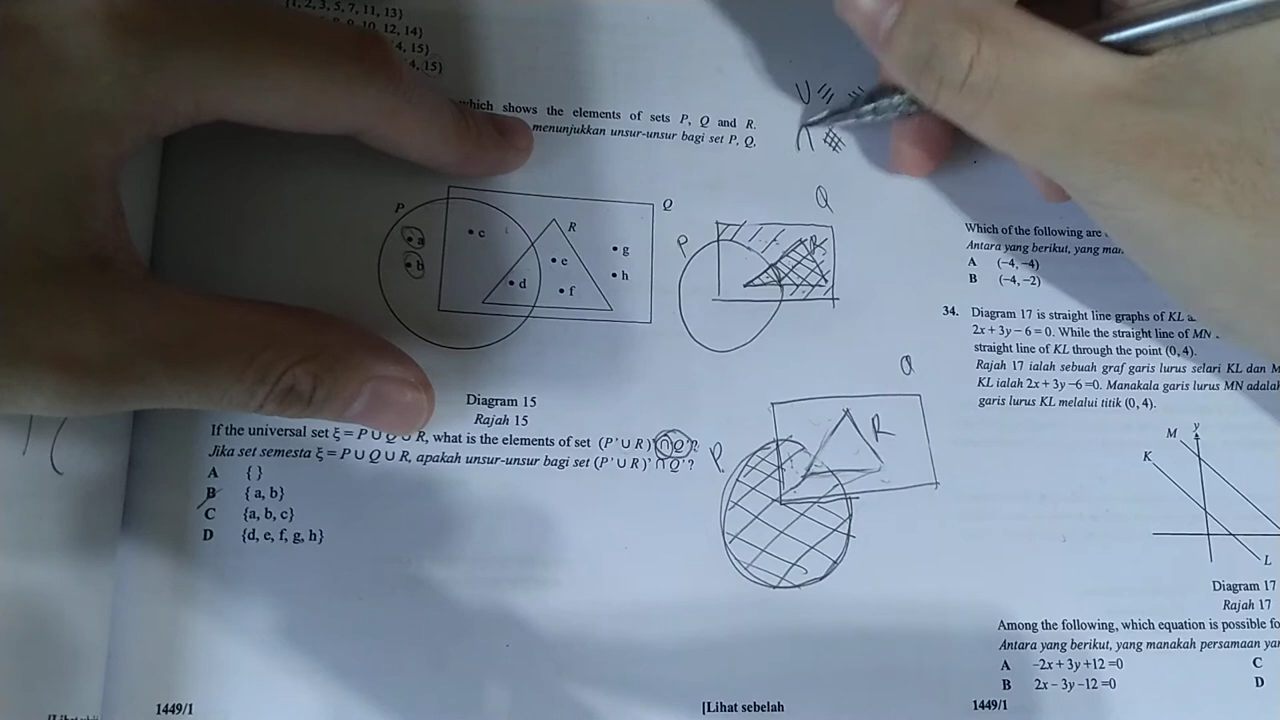 {1, 2, 3, 5, 7, 11, 13}
10, 12, 14}
4, 15}
4, 15}
which shows the elements of sets P, Q and R.
menunjukkan unsur-unsur bagi set P, Q,
P
Q
R
a
b
c
d
e
f
g
h
Diagram 15
Rajah 15
If the universal set ξ = P ∪ Q ∪ R, what is the elements of set (P' ∪ R)' ∩ Q'?
Jika set semesta ξ = P ∪ Q ∪ R, apakah unsur-unsur bagi set (P' ∪ R)' ∩ Q'?
A { }
B { a, b}
C {a, b, c}
D {d, e, f, g, h}
1449/1
[Lihat sebelah
U
∩
Q
P
R
Q
R
P
Which of the following are
Antara yang berikut, yang
A (−4, −4)
B (−4, −2)
34. Diagram 17 is straight line graphs of KL
2x + 3y − 6 = 0. While the straight line of MN
straight line of KL through the point (0, 4).
Rajah 17 ialah sebuah graf garis lurus selari KL dan M
KL ialah 2x + 3y −6 =0. Manakala garis lurus MN
garis lurus KL melalui titik (0, 4).
M
y
K
L
Diagram 17
Rajah 17
Among the following, which equation is possible
Antara yang berikut, yang manakah persamaan
A −2x + 3y +12 =0
C
B 2x − 3y −12 =0
D
1449/1